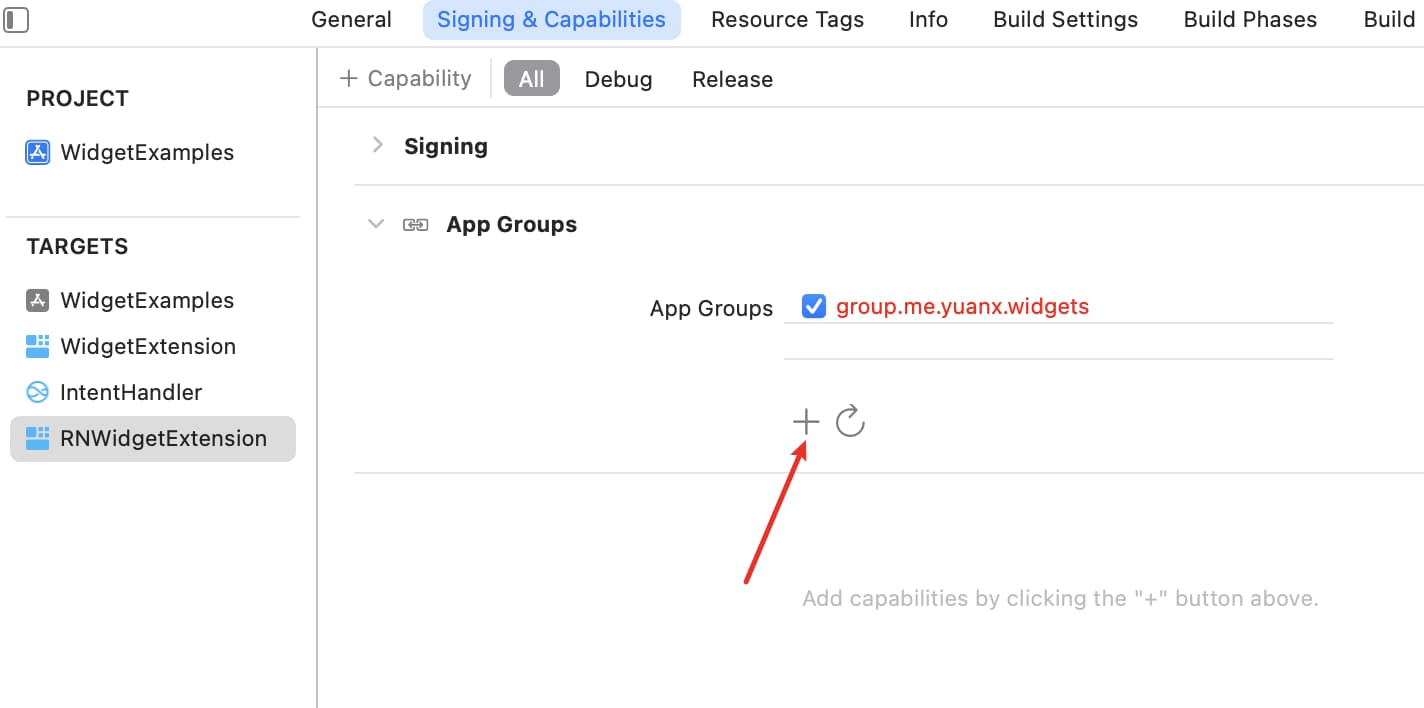 General Signing & Capabilities Resource Tags Info Build Settings Build Phases Build
+ Capability All Debug Release
PROJECT
WidgetExamples
TARGETS
WidgetExamples
WidgetExtension
IntentHandler
RNWidgetExtension
Signing
App Groups
App Groups group.me.yuanx.widgets
Add capabilities by clicking the "+" button above.